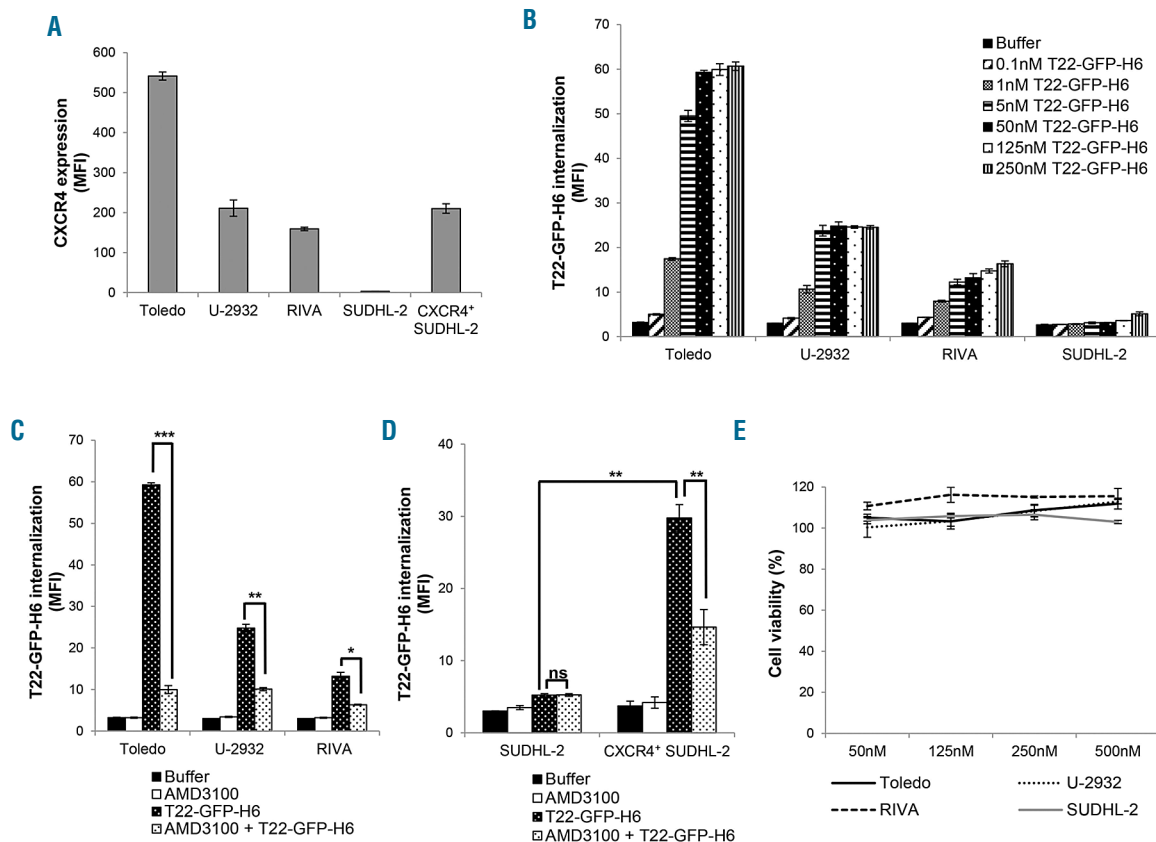 A
CXCR4 expression
(MFI)
600
500
400
300
200
100
0
Toledo
U-2932
RIVA
SUDHL-2
CXCR4⁺
SUDHL-2
B
T22-GFP-H6 internalization
(MFI)
70
60
50
40
30
20
10
0
Toledo
U-2932
RIVA
SUDHL-2
Buffer
0.1nM T22-GFP-H6
1nM T22-GFP-H6
5nM T22-GFP-H6
50nM T22-GFP-H6
125nM T22-GFP-H6
250nM T22-GFP-H6
C
T22-GFP-H6 internalization
(MFI)
70
60
50
40
30
20
10
0
***
**
*
Toledo
U-2932
RIVA
Buffer
AMD3100
T22-GFP-H6
AMD3100 + T22-GFP-H6
D
T22-GFP-H6 internalization
(MFI)
40
30
20
10
0
**
**
ns
SUDHL-2
CXCR4⁺ SUDHL-2
Buffer
AMD3100
T22-GFP-H6
AMD3100 + T22-GFP-H6
E
Cell viability (%)
120
100
80
60
40
20
0
50nM
125nM
250nM
500nM
Toledo
U-2932
RIVA
SUDHL-2